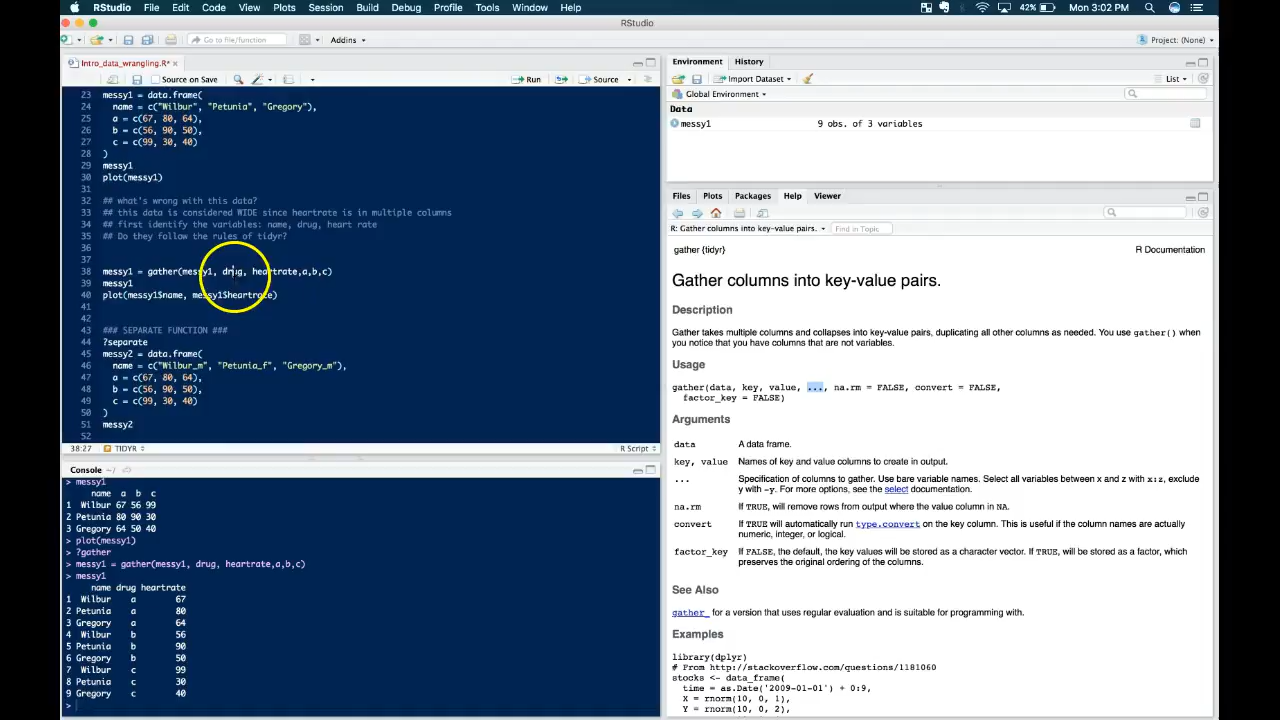 RStudio File Edit Code View Plots Session Build Debug Profile Tools Window Help 42% Mon 3:02 PM
RStudio
Go to file/function Addins Project: (None)
Intro_data_wrangling.R*
Source on Save Run Source
23 messy1 = data.frame(
24 name = c("Wilbur", "Petunia", "Gregory"),
25 a = c(67, 80, 64),
26 b = c(56, 90, 50),
27 c = c(99, 30, 40)
28 )
29 messy1
30 plot(messy1)
31
32 ## what's wrong with this data?
33 ## this data is considered WIDE since heartrate is in multiple columns
34 ## first identify the variables: name, drug, heart rate
35 ## Do they follow the rules of tidyr?
36
37
38 messy1 = gather(messy1, drug, heartrate,a,b,c)
39 messy1
40 plot(messy1$name, messy1$heartrate)
41
42
43 ### SEPARATE FUNCTION ###
44 ?separate
45 messy2 = data.frame(
46 name = c("Wilbur_m", "Petunia_f", "Gregory_m"),
47 a = c(67, 80, 64),
48 b = c(56, 90, 50),
49 c = c(99, 30, 40)
50 )
51 messy2
52
38:27 TIDYR R Script
Console ~/
> messy1
name a b c
1 Wilbur 67 56 99
2 Petunia 80 90 30
3 Gregory 64 50 40
> plot(messy1)
> ?gather
> messy1 = gather(messy1, drug, heartrate,a,b,c)
> messy1
name drug heartrate
1 Wilbur a 67
2 Petunia a 80
3 Gregory a 64
4 Wilbur b 56
5 Petunia b 90
6 Gregory b 50
7 Wilbur c 99
8 Petunia c 30
9 Gregory c 40
>
Environment History
Import Dataset List
Global Environment
Data
messy1 9 obs. of 3 variables
Files Plots Packages Help Viewer
R: Gather columns into key-value pairs. Find in Topic
gather {tidyr} R Documentation
Gather columns into key-value pairs.
Description
Gather takes multiple columns and collapses into key-value pairs, duplicating all other columns as needed. You use gather() when
you notice that you have columns that are not variables.
Usage
gather(data, key, value, ..., na.rm = FALSE, convert = FALSE,
factor_key = FALSE)
Arguments
data A data frame.
key, value Names of key and value columns to create in output.
... Specification of columns to gather. Use bare variable names. Select all variables between x and z with x:z, exclude
y with -y. For more options, see the select documentation.
na.rm If TRUE, will remove rows from output where the value column in NA.
convert If TRUE will automatically run type.convert on the key column. This is useful if the column names are actually
numeric, integer, or logical.
factor_key If FALSE, the default, the key values will be stored as a character vector. If TRUE, will be stored as a factor, which
preserves the original ordering of the columns.
See Also
gather_ for a version that uses regular evaluation and is suitable for programming with.
Examples
library(dplyr)
# From http://stackoverflow.com/questions/1181060
stocks <- data_frame(
time = as.Date('2009-01-01') + 0:9,
X = rnorm(10, 0, 1),
Y = rnorm(10, 0, 2),